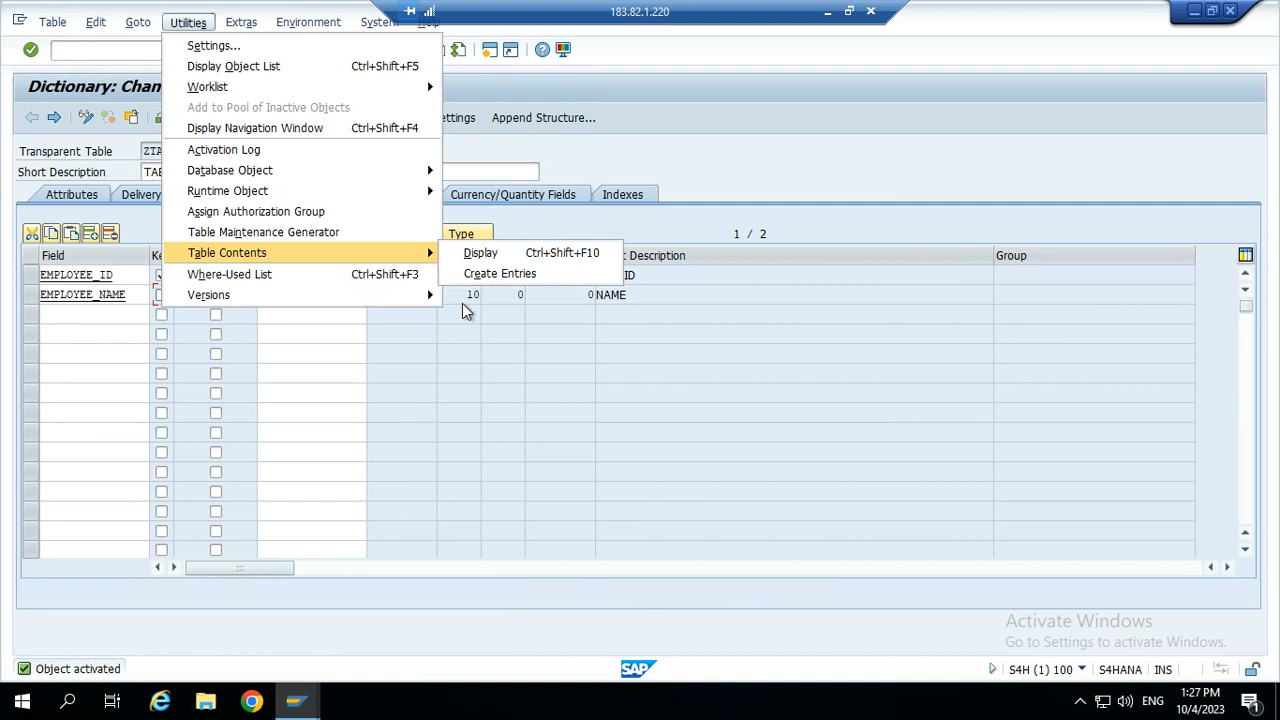 183.82.1.220
Table Edit Goto Utilities Extras Environment System Help
Settings...
Display Object List Ctrl+Shift+F5
Worklist
Add to Pool of Inactive Objects
Display Navigation Window Ctrl+Shift+F4
Activation Log
Database Object
Runtime Object
Assign Authorization Group
Table Maintenance Generator
Table Contents
Where-Used List Ctrl+Shift+F3
Versions
Display Ctrl+Shift+F10
Create Entries
Dictionary: Chan
ettings Append Structure...
Transparent Table ZTA
Short Description TAB
Attributes Delivery Currency/Quantity Fields Indexes
Type 1 / 2
Field Ke Description Group
EMPLOYEE_ID ID
EMPLOYEE_NAME 10 0 0 NAME
Activate Windows
Go to Settings to activate Windows.
Object activated SAP S4H (1) 100 S4HANA INS
ENG 1:27 PM
10/4/2023
1